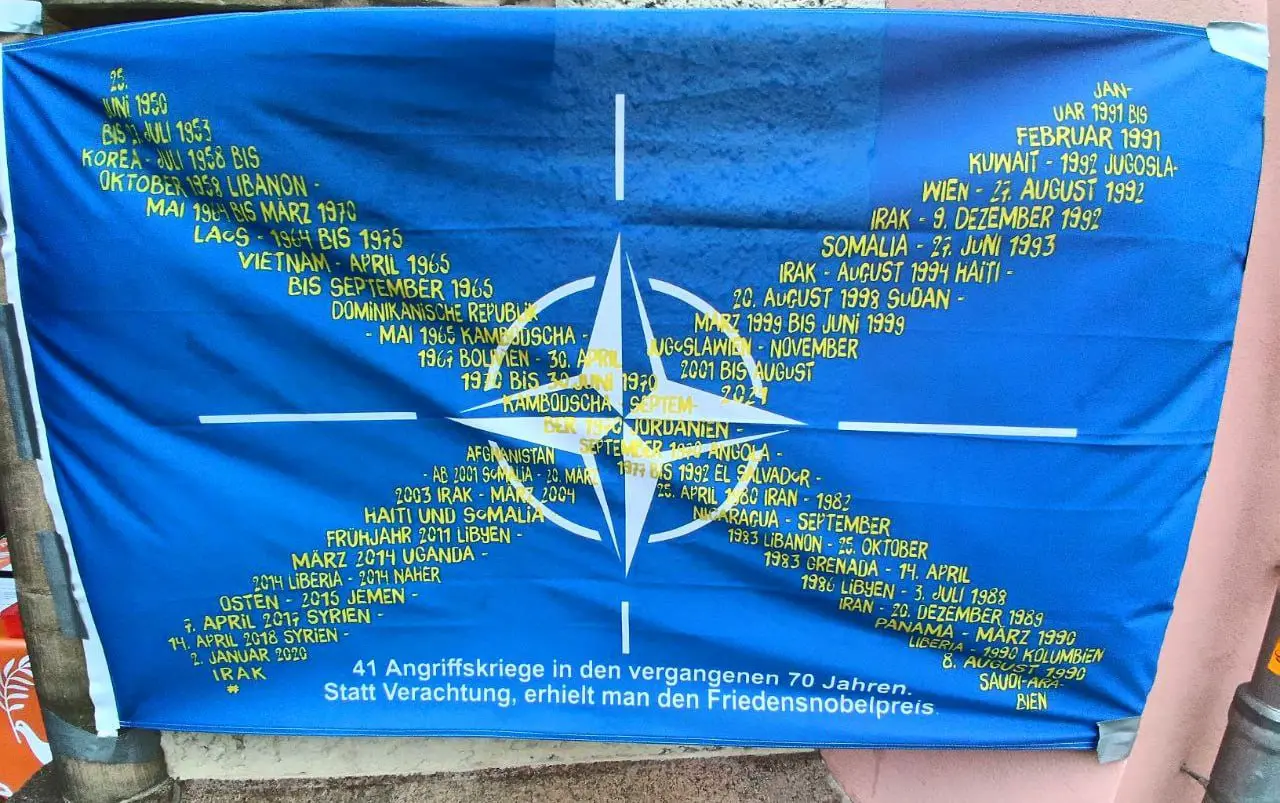 25.
JUNI 1950
BIS 27. JULI 1953
KOREA - JULI 1958 BIS
OKTOBER 1958 LIBANON -
MAI 1964 BIS MÄRZ 1970
LAOS - 1964 BIS 1975
VIETNAM - APRIL 1965
BIS SEPTEMBER 1965
DOMINIKANISCHE REPUBLIK
- MAI 1965 KAMBODSCHA -
1967 BOLIVIEN - 30. APRIL
1970 BIS 30. JUNI 1970
KAMBODSCHA - SEPTEM-
BER 1970 JORDANIEN -
SEPTEMBER 1970 ANGOLA -
1977 BIS 1992 EL SALVADOR -
25. APRIL 1980 IRAN - 1982
NICARAGUA - SEPTEMBER
1983 LIBANON - 25. OKTOBER
1983 GRENADA - 14. APRIL
1986 LIBYEN - 3. JULI 1988
IRAN - 20. DEZEMBER 1989
PANAMA - MÄRZ 1990
LIBERIA - 1990 KOLUMBIEN
8. AUGUST 1990
SAUDI-ARA-
BIEN
JAN-
UAR 1991 BIS
FEBRUAR 1991
KUWAIT - 1992 JUGOSLA-
WIEN - 27. AUGUST 1992
IRAK - 9. DEZEMBER 1992
SOMALIA - 27. JUNI 1993
IRAK - AUGUST 1994 HAITI -
20. AUGUST 1998 SUDAN -
MÄRZ 1999 BIS JUNI 1999
JUGOSLAWIEN - NOVEMBER
2001 BIS AUGUST
2021
AFGHANISTAN
- AB 2001 SOMALIA - 20. MÄRZ
2003 IRAK - MÄRZ 2004
HAITI UND SOMALIA
FRÜHJAHR 2011 LIBYEN -
MÄRZ 2014 UGANDA -
2014 LIBERIA - 2014 NAHER
OSTEN - 2015 JEMEN -
7. APRIL 2017 SYRIEN -
14. APRIL 2018 SYRIEN -
2. JANUAR 2020
IRAK
#
41 Angriffskriege in den vergangenen 70 Jahren.
Statt Verachtung, erhielt man den Friedensnobelpreis.